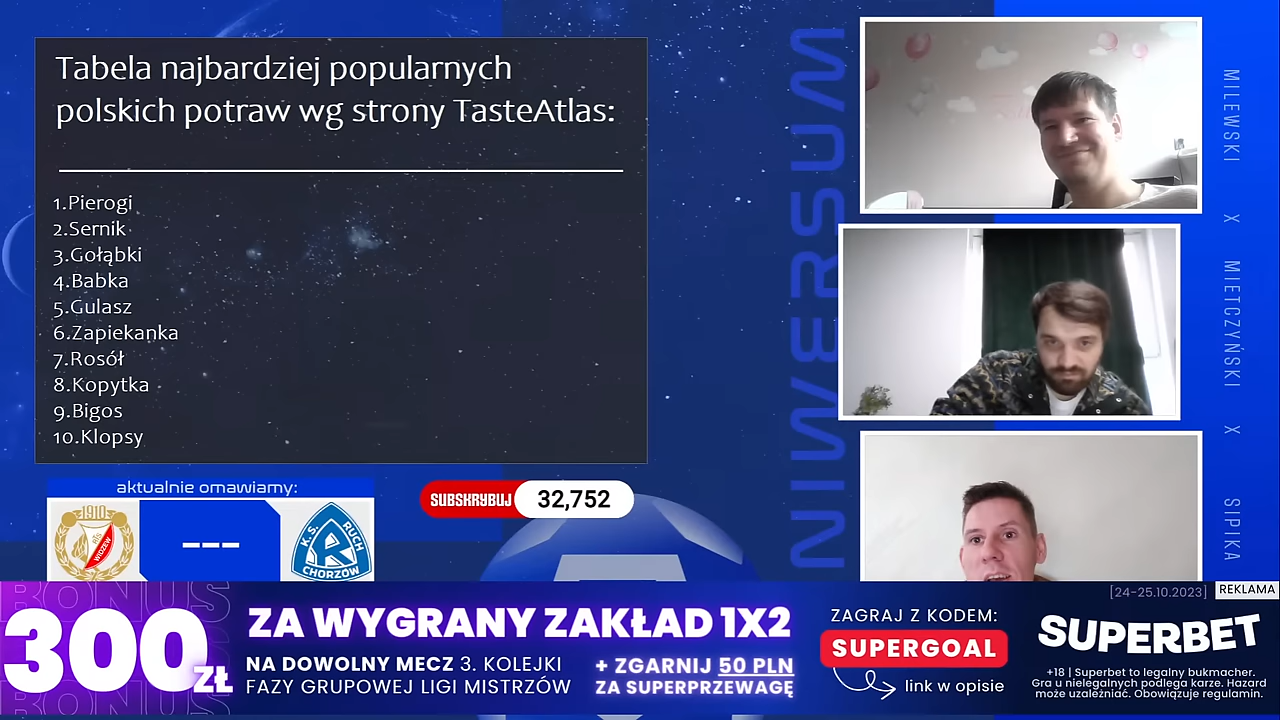 Tabela najbardziej popularnych
polskich potraw wg strony TasteAtlas:
1.Pierogi
2.Sernik
3.Gołąbki
4.Babka
5.Gulasz
6.Zapiekanka
7.Rosół
8.Kopytka
9.Bigos
10.Klopsy
aktualnie omawiamy:
1910
WIDZEW
---
K.S. RUCH
R
CHORZÓW
SUBSKRYBUJ 32,752
NIWERSUM
MILEWSKI X MIETCZYŃSKI X SIPIKA
BONUS
300zł
BONUS
ZA WYGRANY ZAKŁAD 1X2
NA DOWOLNY MECZ 3. KOLEJKI
FAZY GRUPOWEJ LIGI MISTRZÓW
+ ZGARNIJ 50 PLN
ZA SUPERPRZEWAGĘ
ZAGRAJ Z KODEM:
SUPERGOAL
link w opisie
[24-25.10.2023] REKLAMA
SUPERBET
+18 | Superbet to legalny bukmacher.
Gra u nielegalnych podlega karze. Hazard
może uzależniać. Obowiązuje regulamin.